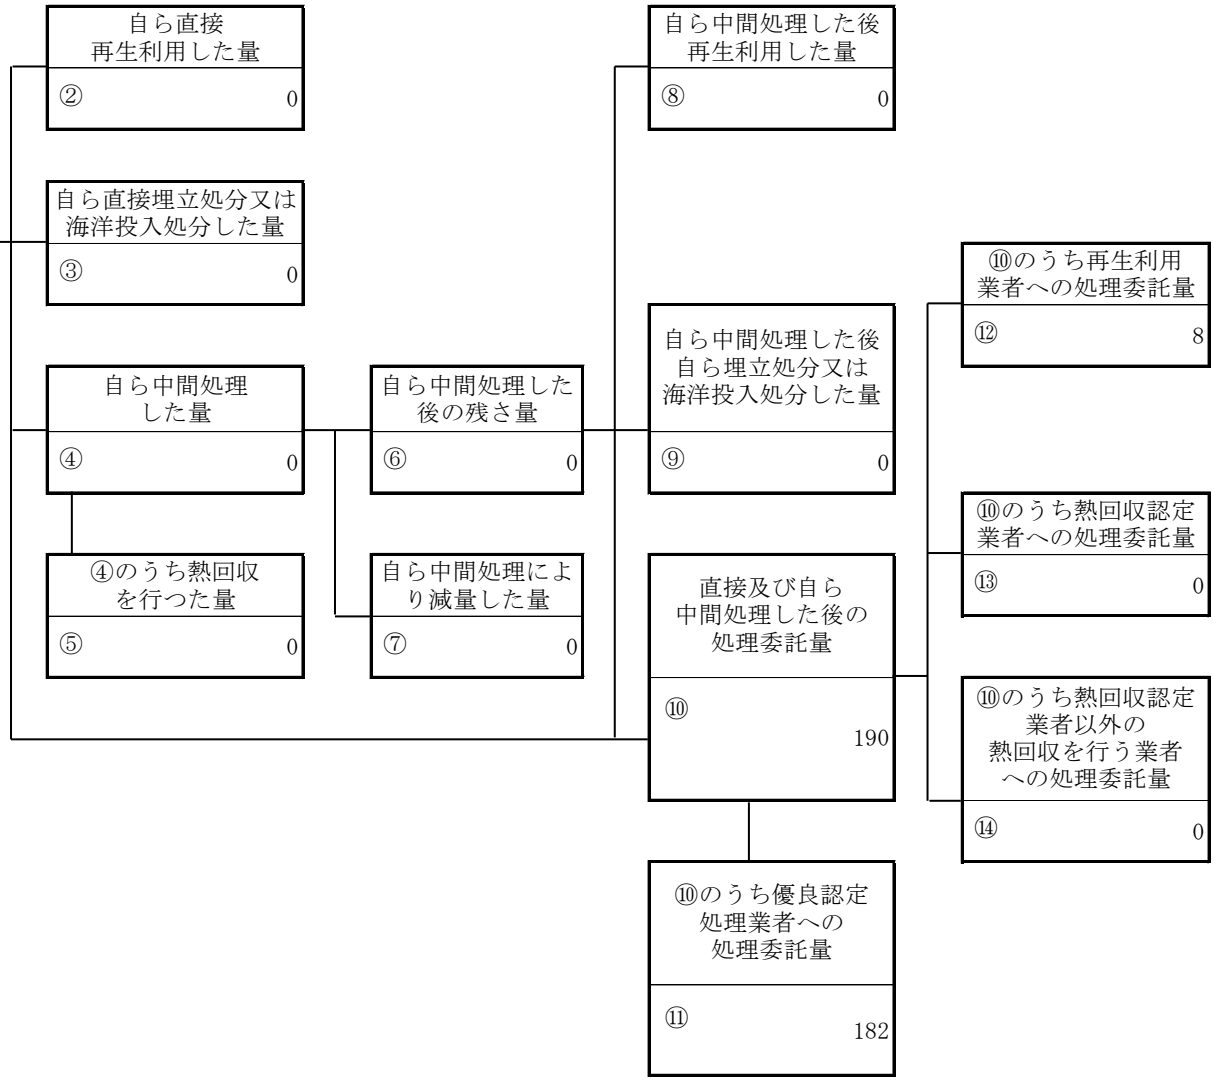 自ら直接
再生利用した量
② 0
自ら中間処理した後
再生利用した量
⑧ 0
自ら直接埋立処分又は
海洋投入処分した量
③ 0
⑩のうち再生利用
業者への処理委託量
⑫ 8
自ら中間処理した後
自ら埋立処分又は
海洋投入処分した量
⑨ 0
自ら中間処理
した量
④ 0
自ら中間処理した
後の残さ量
⑥ 0
⑩のうち熱回収認定
業者への処理委託量
⑬ 0
④のうち熱回収
を行つた量
⑤ 0
自ら中間処理によ
り減量した量
⑦ 0
直接及び自ら
中間処理した後の
処理委託量
⑩
190
⑩のうち熱回収認定
業者以外の
熱回収を行う業者
への処理委託量
⑭ 0
⑩のうち優良認定
処理業者への
処理委託量
⑪
182